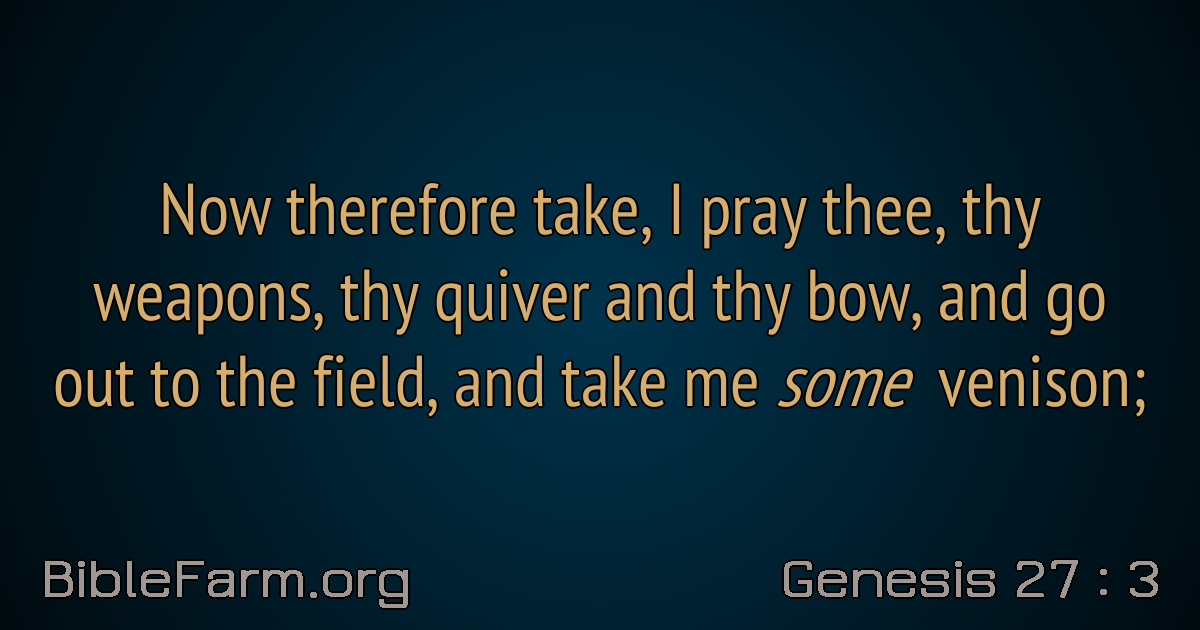 Now therefore take, I pray thee, thy
weapons, thy quiver and thy bow, and go
out to the field, and take me some venison;
BibleFarm.org
Genesis 27 : 3